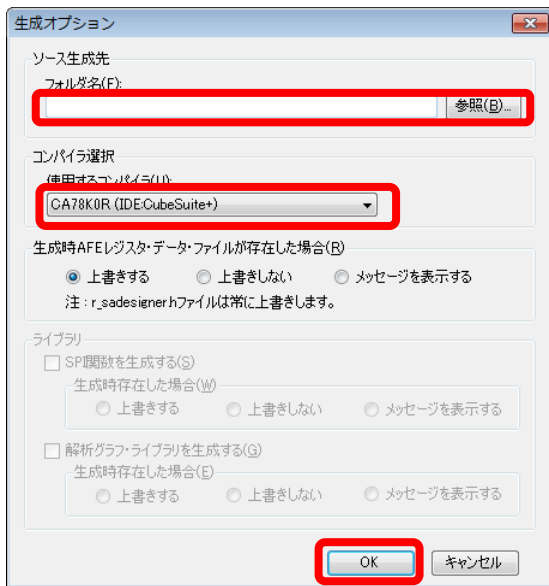 生成オプション
ソース生成先
フォルダ名(F):
参照(B)...
コンパイラ選択
使用するコンパイラ(U):
CA78K0R (IDE:CubeSuite+)
生成時AFEレジスタ・データ・ファイルが存在した場合(R)
上書きする 上書きしない メッセージを表示する
注：r_sadesigner.hファイルは常に上書きします。
ライブラリ
SPI関数を生成する(S)
生成時存在した場合(W)
上書きする 上書きしない メッセージを表示する
解析グラフ・ライブラリを生成する(G)
生成時存在した場合(E)
上書きする 上書きしない メッセージを表示する
OK キャンセル